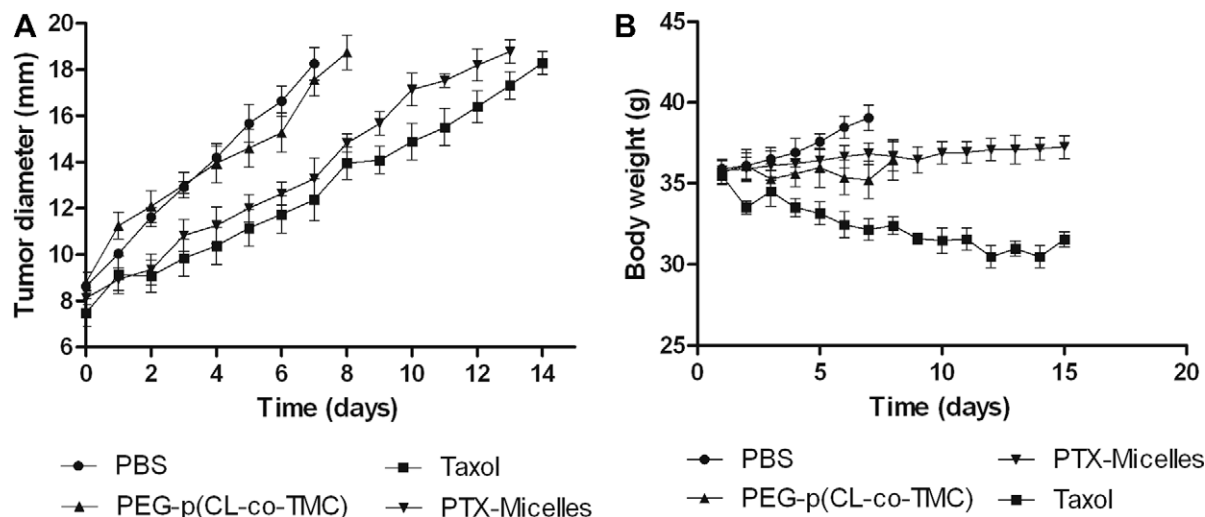 A
Tumor diameter (mm)
20
18
16
14
12
10
8
6
0 2 4 6 8 10 12 14
Time (days)
PBS
Taxol
PEG-p(CL-co-TMC)
PTX-Micelles
B
Body weight (g)
45
40
35
30
25
0 5 10 15 20
Time (days)
PBS
PTX-Micelles
PEG-p(CL-co-TMC)
Taxol